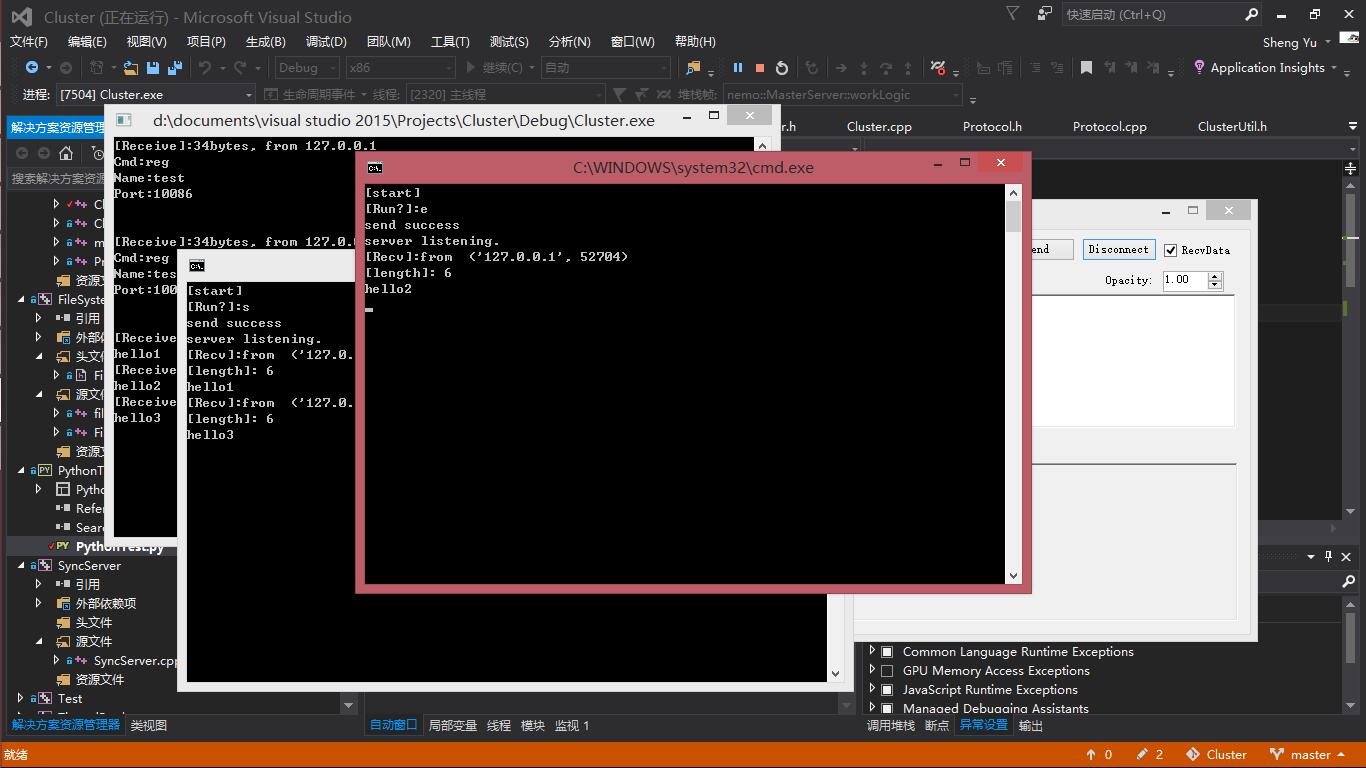 Cluster (正在运行) - Microsoft Visual Studio
快速启动 (Ctrl+Q)
文件(F) 编辑(E) 视图(V) 项目(P) 生成(B) 调试(D) 团队(M) 工具(T) 测试(S) 分析(N) 窗口(W) 帮助(H)
Sheng Yu
Debug x86 继续(C) 自动 Application Insights
进程: [7504] Cluster.exe 生命周期事件 线程: [2320] 主线程 堆栈帧: nemo::MasterServer::workLogic
解决方案资源管理
r.h Cluster.cpp Protocol.h Protocol.cpp ClusterUtil.h
搜索解决方案资源
资源文
FileSyste
引用
外部依
头文件
源文件
资源文
PythonT
Pytho
Refere
Searc
PythonTest.py
SyncServer
引用
外部依赖项
头文件
源文件
SyncServer.cpp
资源文件
Test
解决方案资源管理器 类视图
d:\documents\visual studio 2015\Projects\Cluster\Debug\Cluster.exe
[Receive]:34bytes, from 127.0.0.1
Cmd:reg
Name:test
Port:10086
[Receive]:34bytes, from 127.0.0
Cmd:reg
Name:tes
Port:100
[Receive
hello1
[Receive
hello2
[Receive
hello3
[start]
[Run?]:s
send success
server listening.
[Recv]:from  ('127.0.
[length]: 6
hello1
[Recv]:from  ('127.0.
[length]: 6
hello3
C:\WINDOWS\system32\cmd.exe
[start]
[Run?]:e
send success
server listening.
[Recv]:from  ('127.0.0.1', 52704)
[length]: 6
hello2
end Disconnect RecvData
Opacity: 1.00
Common Language Runtime Exceptions
GPU Memory Access Exceptions
JavaScript Runtime Exceptions
Managed Debugging Assistants
自动窗口 局部变量 线程 模块 监视 1
调用堆栈 断点 异常设置 输出
就绪
0 2 Cluster master